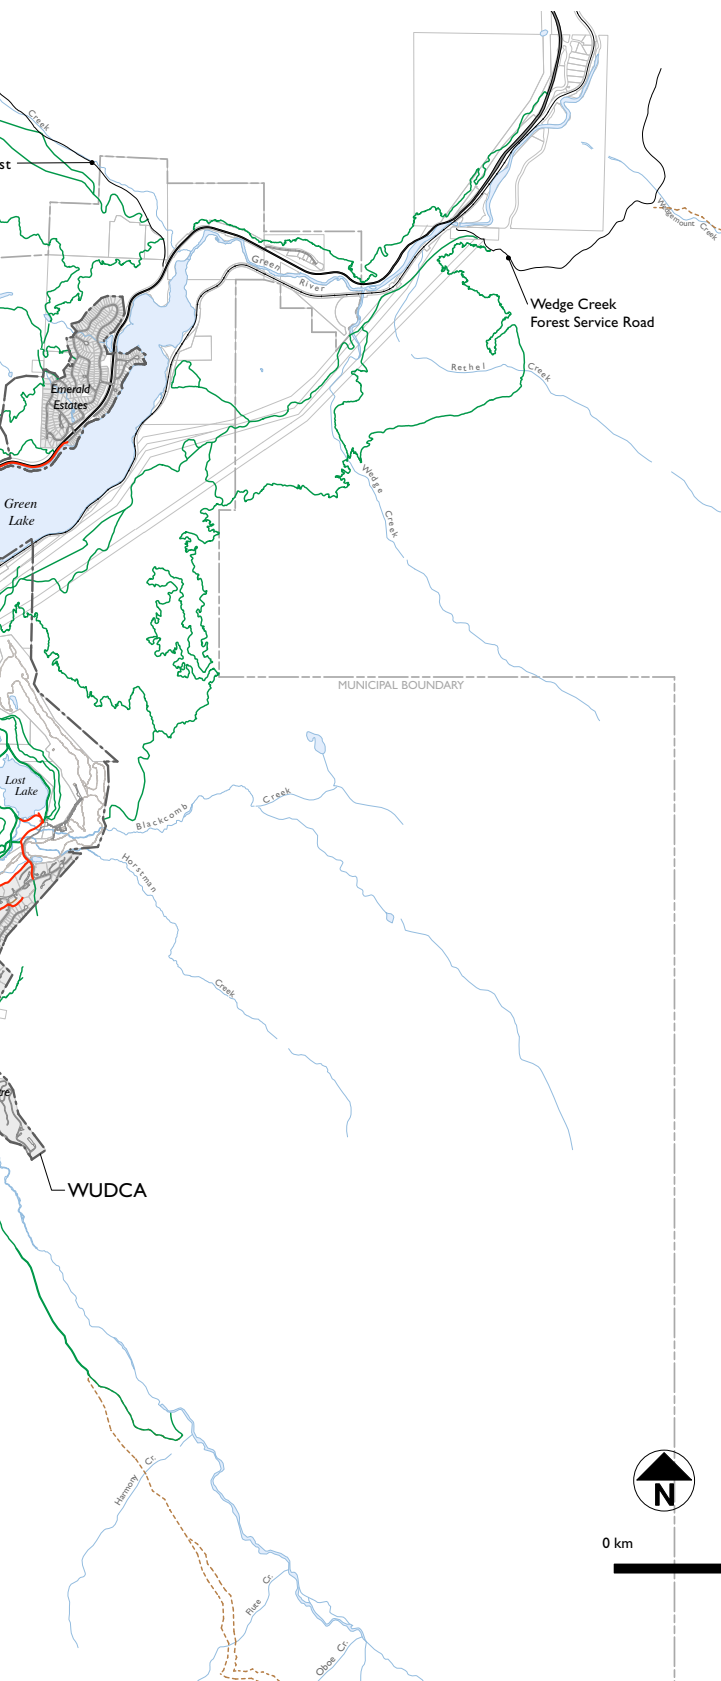 Creek
st
Wedgemount Creek
Green
River
Wedge Creek
Forest Service Road
Rethel
Creek
Emerald
Estates
Wedge
Creek
Green
Lake
MUNICIPAL BOUNDARY
Lost
Lake
Creek
Blackcomb
Horstman
Creek
re
WUDCA
Harmony Cr.
N
0 km
Flute Cr.
Oboe Cr.